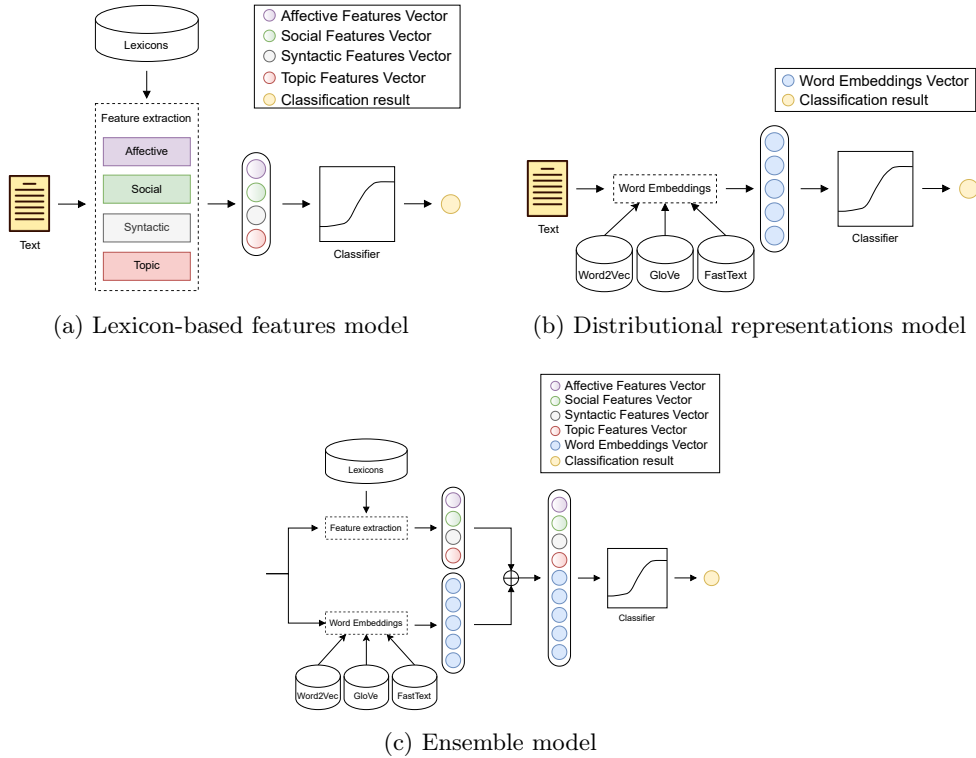 Lexicons
Affective Features Vector
Social Features Vector
Syntactic Features Vector
Topic Features Vector
Classification result
Feature extraction
Affective
Social
Syntactic
Topic
Text
Classifier
(a) Lexicon-based features model
Word Embeddings Vector
Classification result
Word Embeddings
Text
Word2Vec
GloVe
FastText
Classifier
(b) Distributional representations model
Affective Features Vector
Social Features Vector
Syntactic Features Vector
Topic Features Vector
Word Embeddings Vector
Classification result
Lexicons
Feature extraction
Word Embeddings
Word2Vec
GloVe
FastText
Classifier
(c) Ensemble model